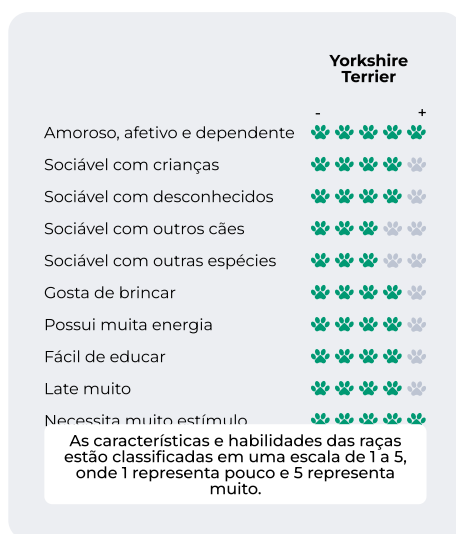 Yorkshire
Terrier
- +
Amoroso, afetivo e dependente
Sociável com crianças
Sociável com desconhecidos
Sociável com outros cães
Sociável com outras espécies
Gosta de brincar
Possui muita energia
Fácil de educar
Late muito
Necessita muito estímulo
As características e habilidades das raças
estão classificadas em uma escala de 1 a 5,
onde 1 representa pouco e 5 representa
muito.